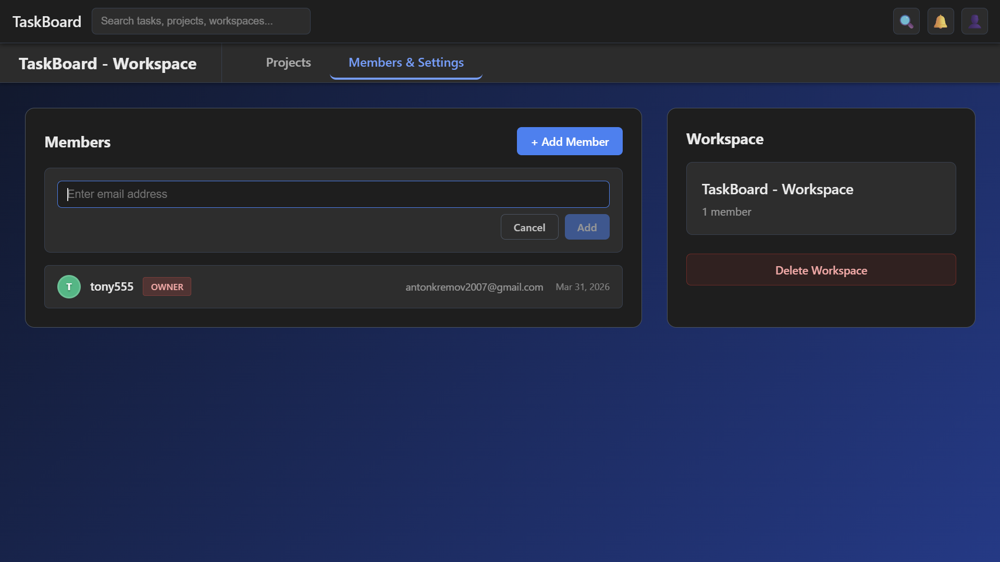 TaskBoard
Search tasks, projects, workspaces...
TaskBoard - Workspace
Projects
Members & Settings
Members
+ Add Member
Enter email address
Cancel
Add
T
tony555
OWNER
antonkremov2007@gmail.com
Mar 31, 2026
Workspace
TaskBoard - Workspace
1 member
Delete Workspace